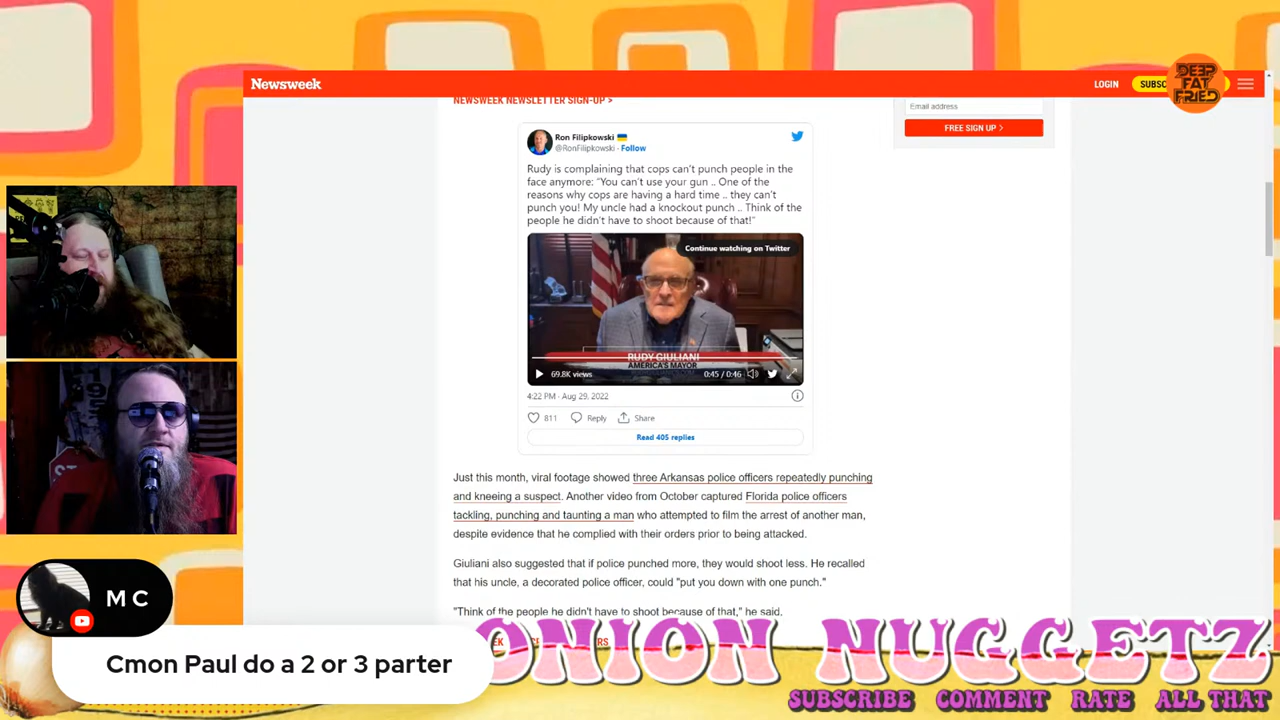 Newsweek
LOGIN
SUBSC
DEEP
FAT
FRIED
NEWSWEEK NEWSLETTER SIGN-UP >
Email address
FREE SIGN UP >
Ron Filipkowski
@RonFilipkowski · Follow
Rudy is complaining that cops can't punch people in the
face anymore: "You can't use your gun .. One of the
reasons why cops are having a hard time .. they can't
punch you! My uncle had a knockout punch .. Think of the
people he didn't have to shoot because of that!"
Continue watching on Twitter
RUDY GIULIANI
AMERICA'S MAYOR
69.8K views
0:45 / 0:46
4:22 PM · Aug 29, 2022
811 Reply Share
Read 405 replies
Just this month, viral footage showed three Arkansas police officers repeatedly punching
and kneeing a suspect. Another video from October captured Florida police officers
tackling, punching and taunting a man who attempted to film the arrest of another man,
despite evidence that he complied with their orders prior to being attacked.
Giuliani also suggested that if police punched more, they would shoot less. He recalled
that his uncle, a decorated police officer, could "put you down with one punch."
"Think of the people he didn't have to shoot because of that," he said.
M C
Cmon Paul do a 2 or 3 parter
ONION NUGGETZ
SUBSCRIBE COMMENT RATE ALL THAT